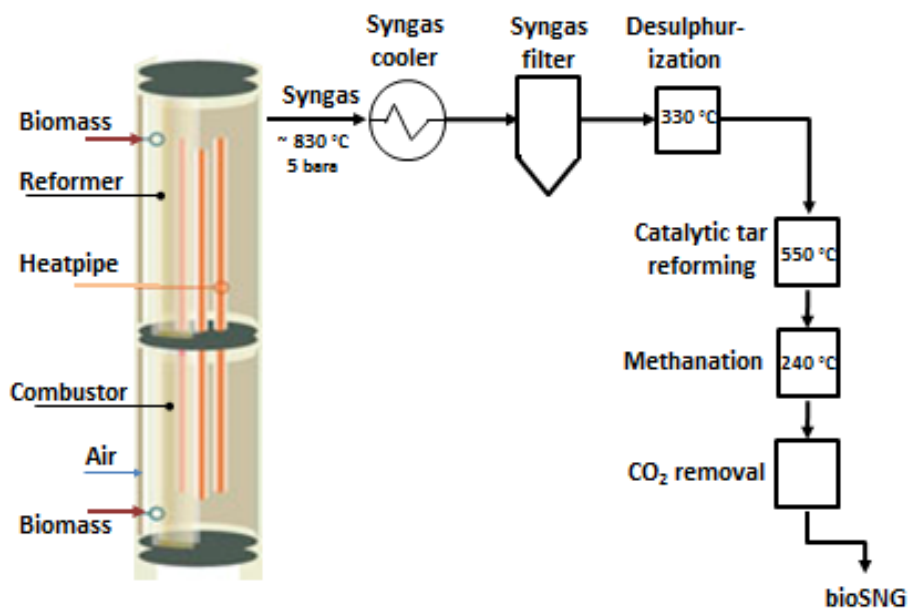 Biomass
Reformer
Heatpipe
Combustor
Air
Biomass
Syngas
~ 830 °C
5 bara
Syngas
cooler
Syngas
filter
Desulphur-
ization
330 °C
Catalytic tar
reforming
550 °C
Methanation
240 °C
CO₂ removal
bioSNG